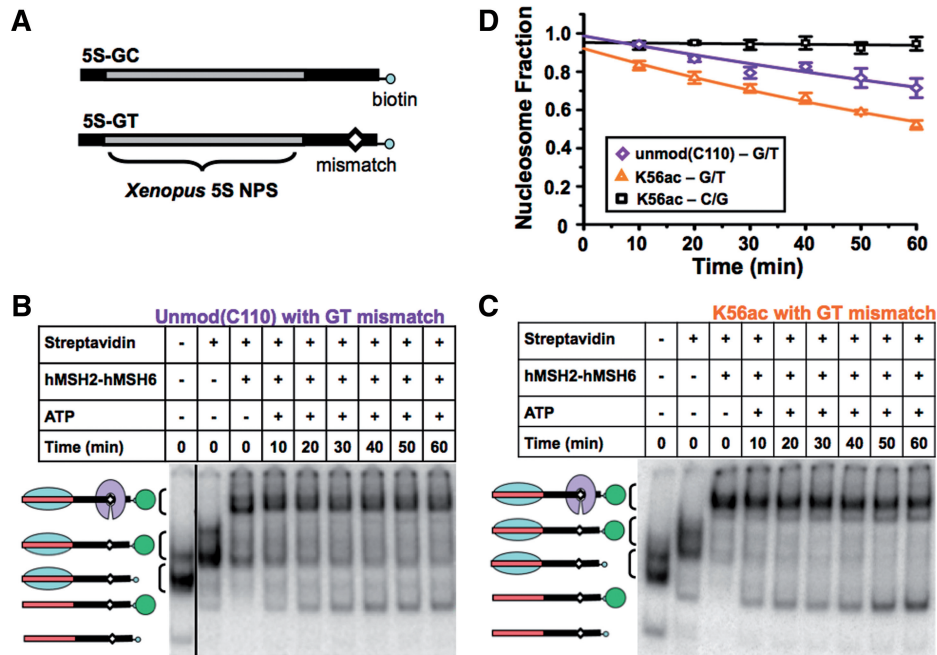 A
5S-GC
biotin
5S-GT
mismatch
Xenopus 5S NPS
D
Nucleosome Fraction
1.0
0.8
0.6
0.4
0.2
0
unmod(C110) – G/T
K56ac – G/T
K56ac – C/G
0 10 20 30 40 50 60
Time (min)
B
Unmod(C110) with GT mismatch
Streptavidin - + + + + + + + +
hMSH2-hMSH6 - - + + + + + + +
ATP - - - + + + + + +
Time (min) 0 0 0 10 20 30 40 50 60
C
K56ac with GT mismatch
Streptavidin - + + + + + + + +
hMSH2-hMSH6 - - + + + + + + +
ATP - - - + + + + + +
Time (min) 0 0 0 10 20 30 40 50 60